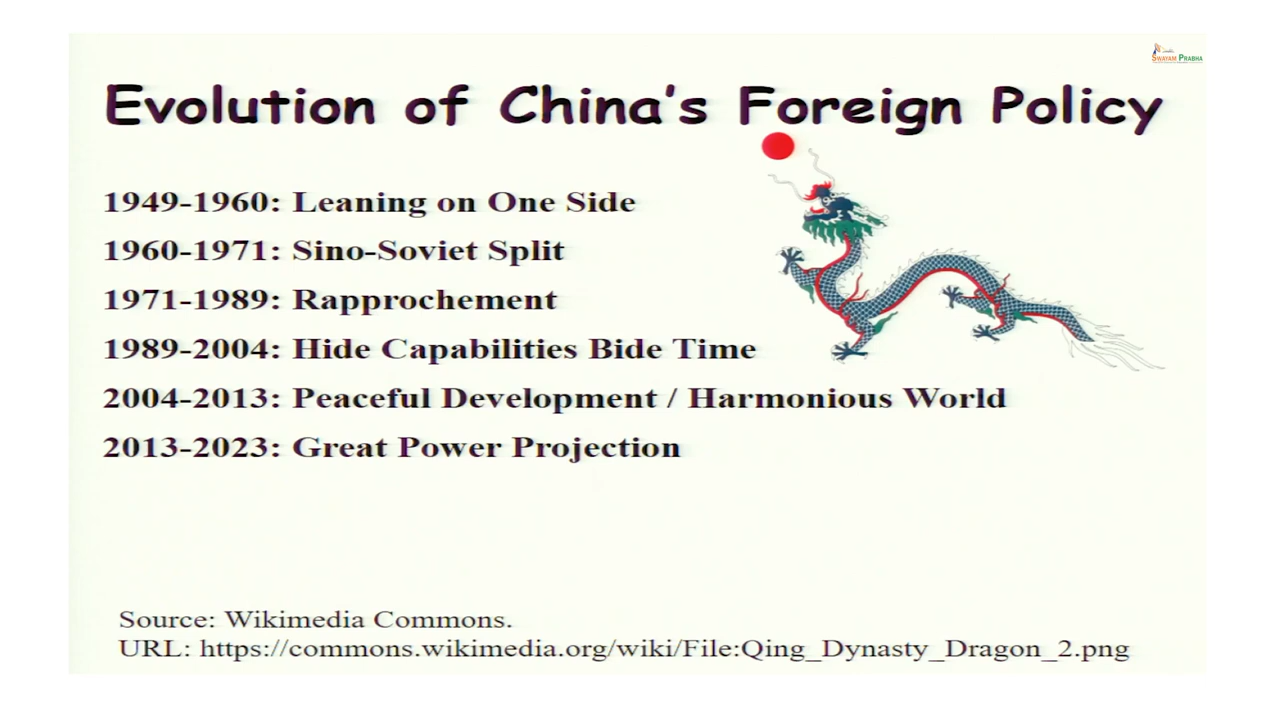 SWAYAM PRABHA
Evolution of China's Foreign Policy
1949-1960: Leaning on One Side
1960-1971: Sino-Soviet Split
1971-1989: Rapprochement
1989-2004: Hide Capabilities Bide Time
2004-2013: Peaceful Development / Harmonious World
2013-2023: Great Power Projection
Source: Wikimedia Commons.
URL: https://commons.wikimedia.org/wiki/File:Qing_Dynasty_Dragon_2.png